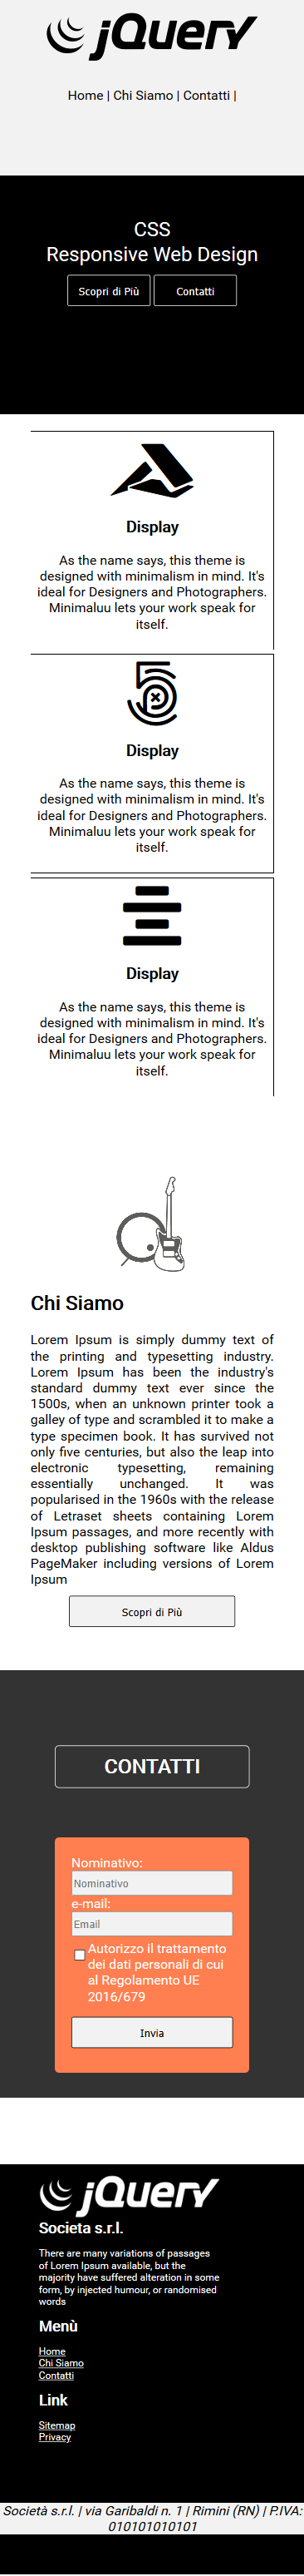 jQuery
Home | Chi Siamo | Contatti |
CSS
Responsive Web Design
Scopri di Più
Contatti
Display
As the name says, this theme is
designed with minimalism in mind. It's
ideal for Designers and Photographers.
Minimaluu lets your work speak for
itself.
5
Display
As the name says, this theme is
designed with minimalism in mind. It's
ideal for Designers and Photographers.
Minimaluu lets your work speak for
itself.
Display
As the name says, this theme is
designed with minimalism in mind. It's
ideal for Designers and Photographers.
Minimaluu lets your work speak for
itself.
Chi Siamo
Lorem Ipsum is simply dummy text of
the printing and typesetting industry.
Lorem Ipsum has been the industry's
standard dummy text ever since the
1500s, when an unknown printer took a
galley of type and scrambled it to make a
type specimen book. It has survived not
only five centuries, but also the leap into
electronic typesetting, remaining
essentially unchanged. It was
popularised in the 1960s with the release
of Letraset sheets containing Lorem
Ipsum passages, and more recently with
desktop publishing software like Aldus
PageMaker including versions of Lorem
Ipsum
Scopri di Più
CONTATTI
Nominativo:
Nominativo
e-mail:
Email
Autorizzo il trattamento
dei dati personali di cui
al Regolamento UE
2016/679
Invia
jQuery
Societa s.r.l.
There are many variations of passages
of Lorem Ipsum available, but the
majority have suffered alteration in some
form, by injected humour, or randomised
words
Menù
Home
Chi Siamo
Contatti
Link
Sitemap
Privacy
Società s.r.l. | via Garibaldi n. 1 | Rimini (RN) | P.IVA:
010101010101